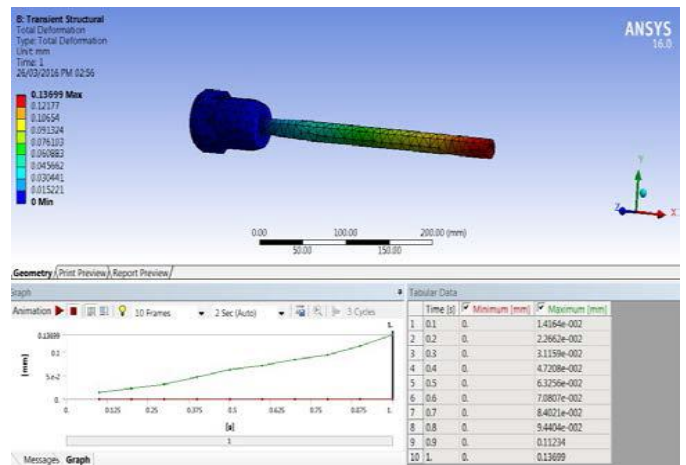 B: Transient Structural
Total Deformation
Type: Total Deformation
Unit: mm
Time: 1
26/03/2016 PM 02:56
0.13699 Max
0.12177
0.10654
0.091324
0.076103
0.060883
0.045662
0.030441
0.015221
0 Min
ANSYS
16.0
Y
Z
X
0.00 100.00 200.00 (mm)
50.00 150.00
Geometry / Print Preview / Report Preview /
Graph
Animation 10 Frames 2 Sec (Auto) 3 Cycles
1.
0.13699
0.1
5.e-2
0.
[mm]
0. 0.125 0.25 0.375 0.5 0.625 0.75 0.875 1.
[s]
1
Messages Graph
Tabular Data
Time [s] Minimum [mm] Maximum [mm]
1 0.1 0. 1.4164e-002
2 0.2 0. 2.2662e-002
3 0.3 0. 3.1159e-002
4 0.4 0. 4.7208e-002
5 0.5 0. 6.3256e-002
6 0.6 0. 7.0807e-002
7 0.7 0. 8.4021e-002
8 0.8 0. 9.4404e-002
9 0.9 0. 0.11234
10 1. 0. 0.13699